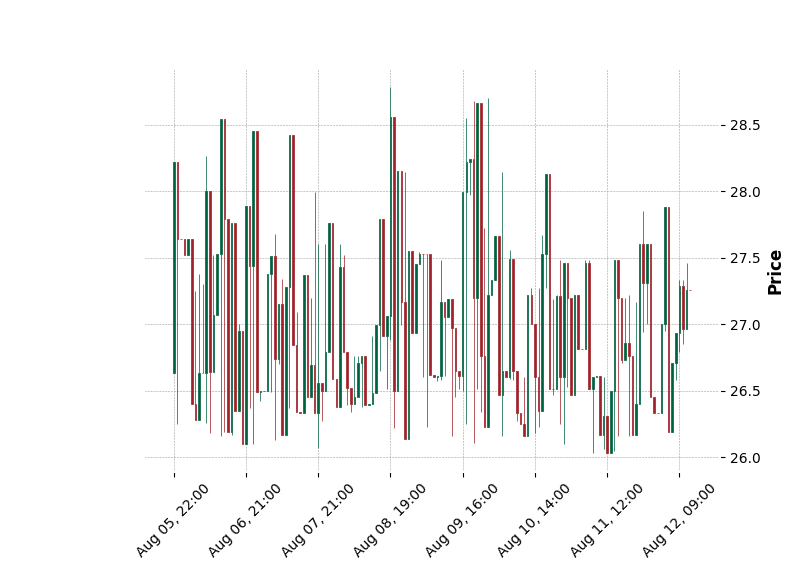 28.5
28.0
27.5
27.0
26.5
26.0
Price
Aug 05, 22:00
Aug 06, 21:00
Aug 07, 21:00
Aug 08, 19:00
Aug 09, 16:00
Aug 10, 14:00
Aug 11, 12:00
Aug 12, 09:00